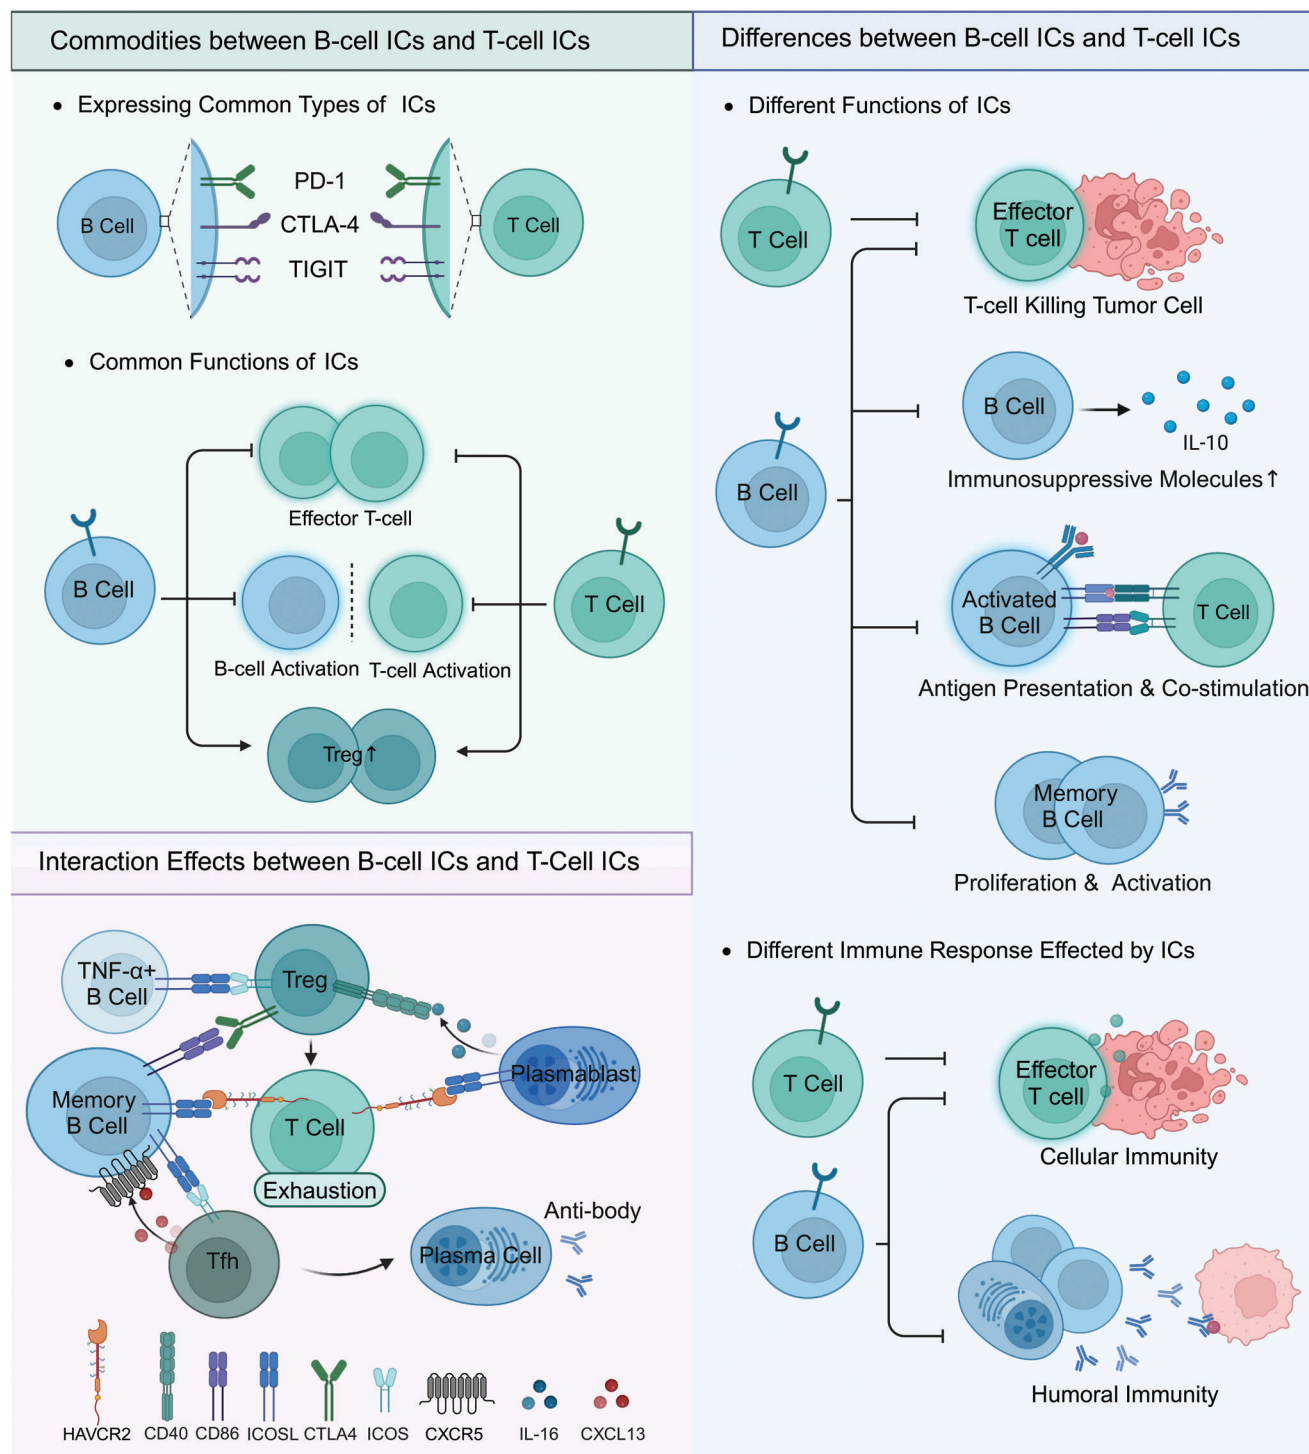 Commodities between B-cell ICs and T-cell ICs
• Expressing Common Types of ICs
B Cell
PD-1
CTLA-4
TIGIT
T Cell
• Common Functions of ICs
Effector T-cell
B Cell
T Cell
B-cell Activation
T-cell Activation
Treg↑
Interaction Effects between B-cell ICs and T-Cell ICs
TNF-α+
B Cell
Treg
Plasmablast
Memory
B Cell
T Cell
Exhaustion
Tfh
Plasma Cell
Anti-body
HAVCR2
CD40
CD86
ICOSL
CTLA4
ICOS
CXCR5
IL-16
CXCL13
Differences between B-cell ICs and T-cell ICs
• Different Functions of ICs
T Cell
Effector
T cell
T-cell Killing Tumor Cell
B Cell
B Cell
IL-10
Immunosuppressive Molecules↑
Activated
B Cell
T Cell
Antigen Presentation & Co-stimulation
Memory
B Cell
Proliferation & Activation
• Different Immune Response Effected by ICs
T Cell
Effector
T cell
Cellular Immunity
B Cell
Humoral Immunity